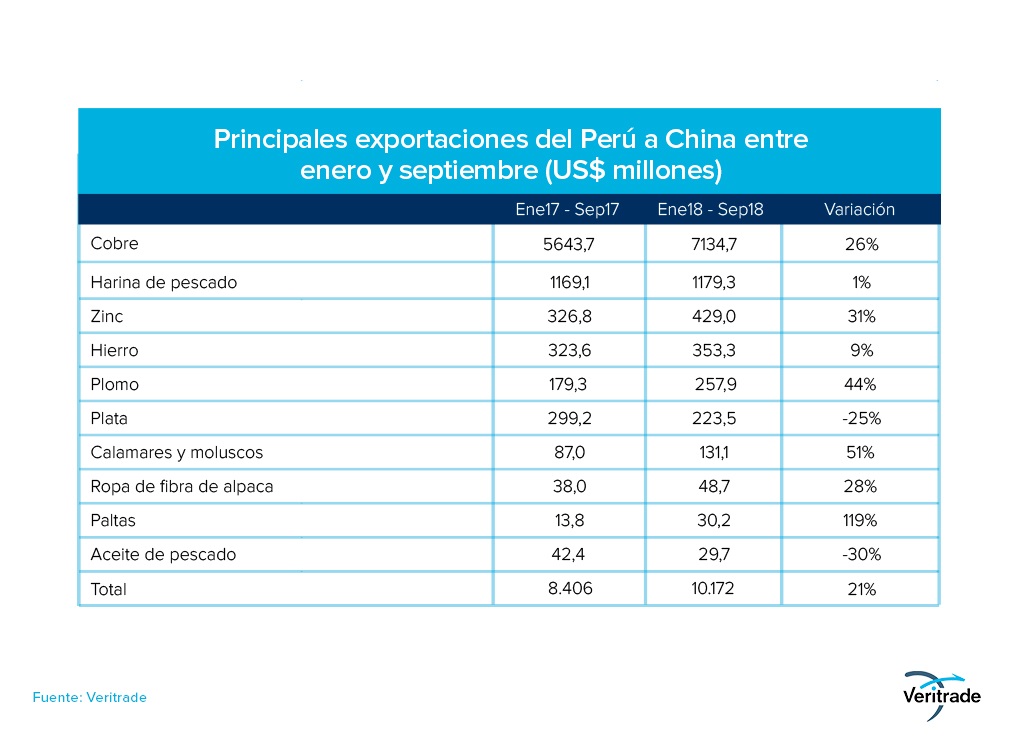 Principales exportaciones del Perú a China entre
enero y septiembre (US$ millones)
Ene17 - Sep17 Ene18 - Sep18 Variación
Cobre 5643,7 7134,7 26%
Harina de pescado 1169,1 1179,3 1%
Zinc 326,8 429,0 31%
Hierro 323,6 353,3 9%
Plomo 179,3 257,9 44%
Plata 299,2 223,5 -25%
Calamares y moluscos 87,0 131,1 51%
Ropa de fibra de alpaca 38,0 48,7 28%
Paltas 13,8 30,2 119%
Aceite de pescado 42,4 29,7 -30%
Total 8.406 10.172 21%
Fuente: Veritrade
Veritrade